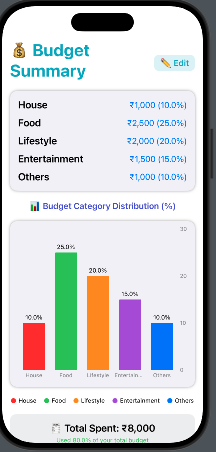 💰 Budget
Summary
✏️ Edit
House ₹1,000 (10.0%)
Food ₹2,500 (25.0%)
Lifestyle ₹2,000 (20.0%)
Entertainment ₹1,500 (15.0%)
Others ₹1,000 (10.0%)
📊 Budget Category Distribution (%)
30
25.0%
20.0%
20
15.0%
10.0% 10.0% 10
0
House Food Lifestyle Entertain... Others
House Food Lifestyle Entertainment Others
🧾 Total Spent: ₹8,000
Used 80.0% of your total budget